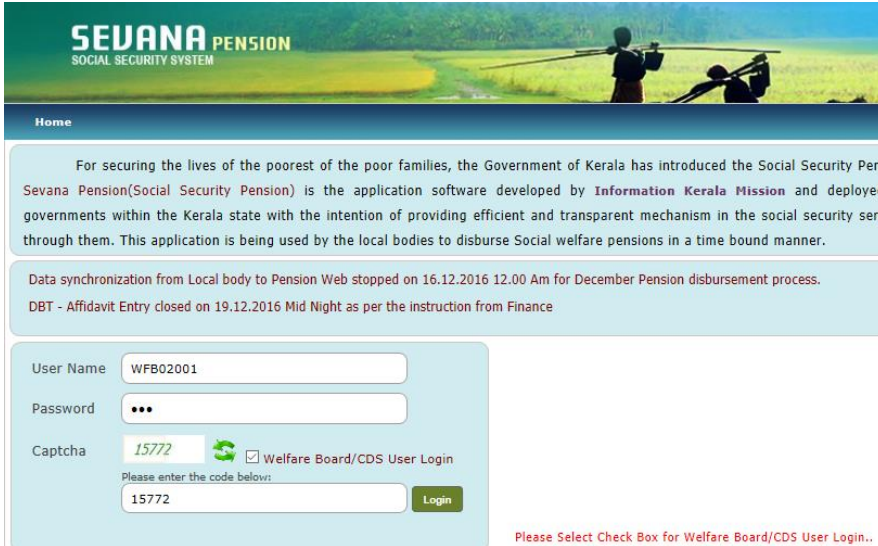 SEVANA PENSION
SOCIAL SECURITY SYSTEM
Home
For securing the lives of the poorest of the poor families, the Government of Kerala has introduced the Social Security Per
Sevana Pension(Social Security Pension) is the application software developed by Information Kerala Mission and deploye
governments within the Kerala state with the intention of providing efficient and transparent mechanism in the social security ser
through them. This application is being used by the local bodies to disburse Social welfare pensions in a time bound manner.
Data synchronization from Local body to Pension Web stopped on 16.12.2016 12.00 Am for December Pension disbursement process.
DBT - Affidavit Entry closed on 19.12.2016 Mid Night as per the instruction from Finance
User Name WFB02001
Password •••
Captcha 15772 Welfare Board/CDS User Login
Please enter the code below:
15772 Login
Please Select Check Box for Welfare Board/CDS User Login..